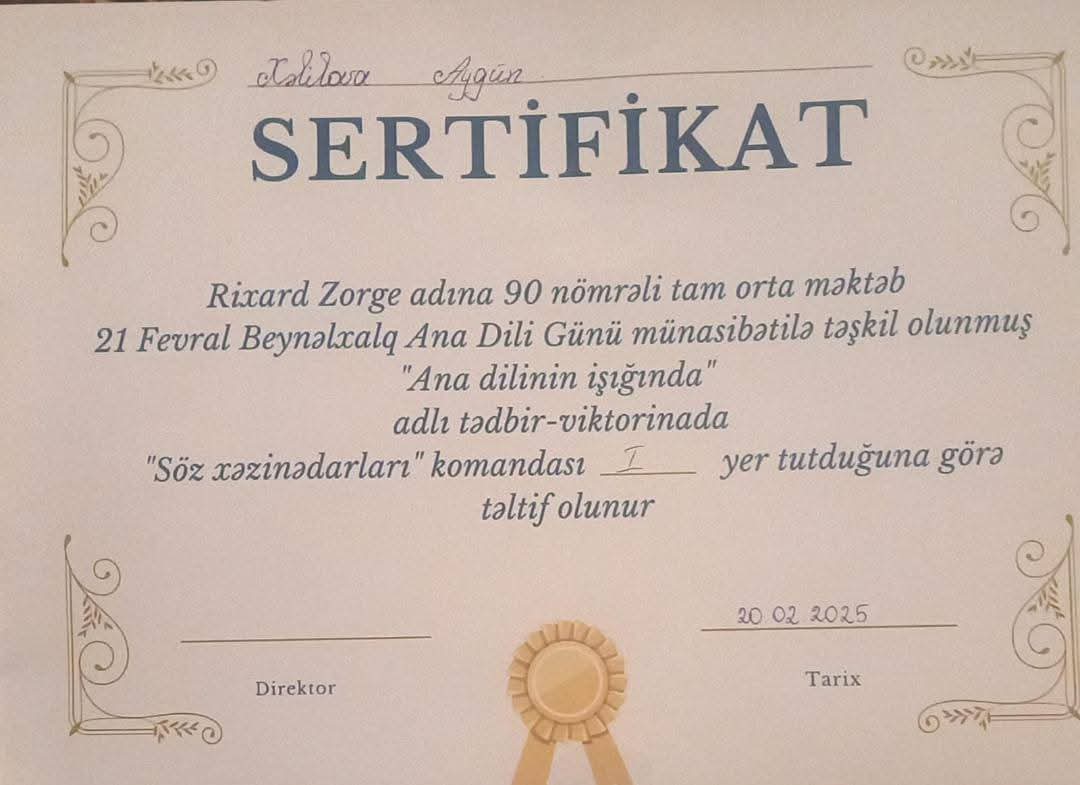 Xəlilova Aygün
SERTİFİKAT
Rixard Zorge adına 90 nömrəli tam orta məktəb
21 Fevral Beynəlxalq Ana Dili Günü münasibətilə təşkil olunmuş
"Ana dilinin işığında"
adlı tədbir-viktorinada
"Söz xəzinədarları" komandası I yer tutduğuna görə
təltif olunur
20 02 2025
Direktor
Tarix